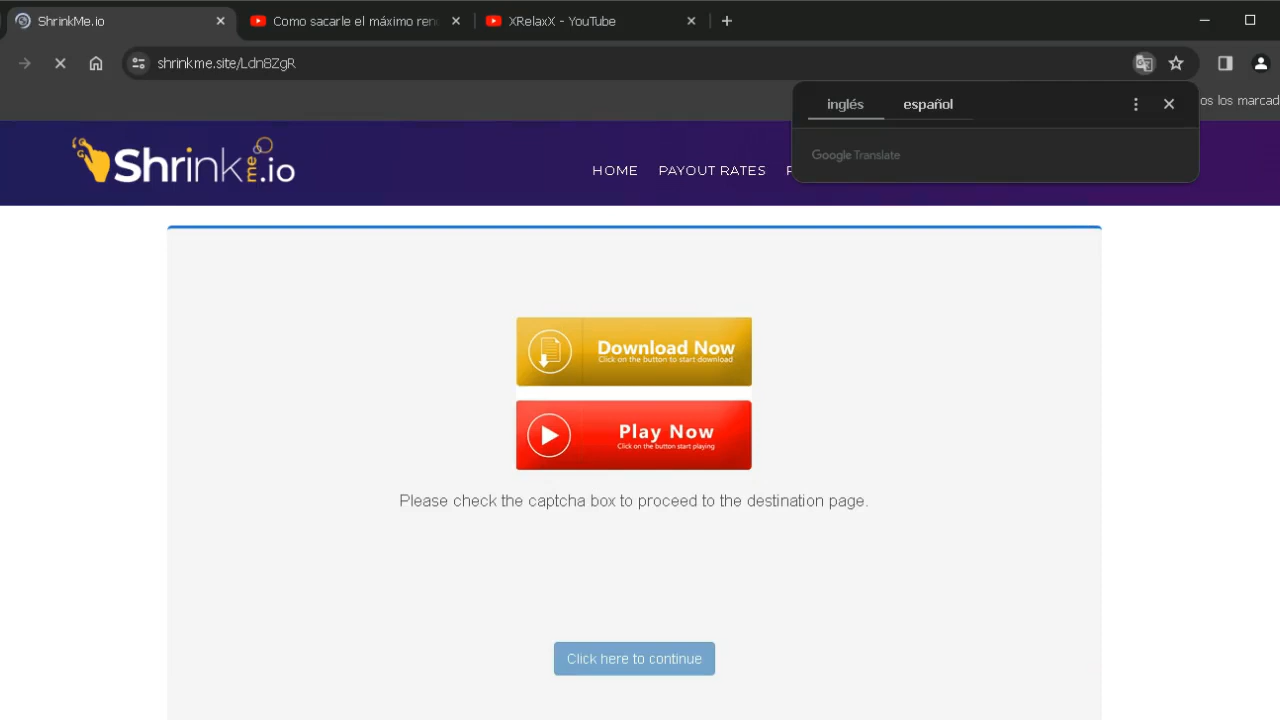 ShrinkMe.io
Como sacarle el máximo ren
XRelaxX - YouTube
shrinkme.site/Ldn8ZgR
inglés
español
os los marcad
Google Translate
Shrinkme.io
HOME
PAYOUT RATES
Download Now
Click on the button to start download
Play Now
Click on the button start playing
Please check the captcha box to proceed to the destination page.
Click here to continue